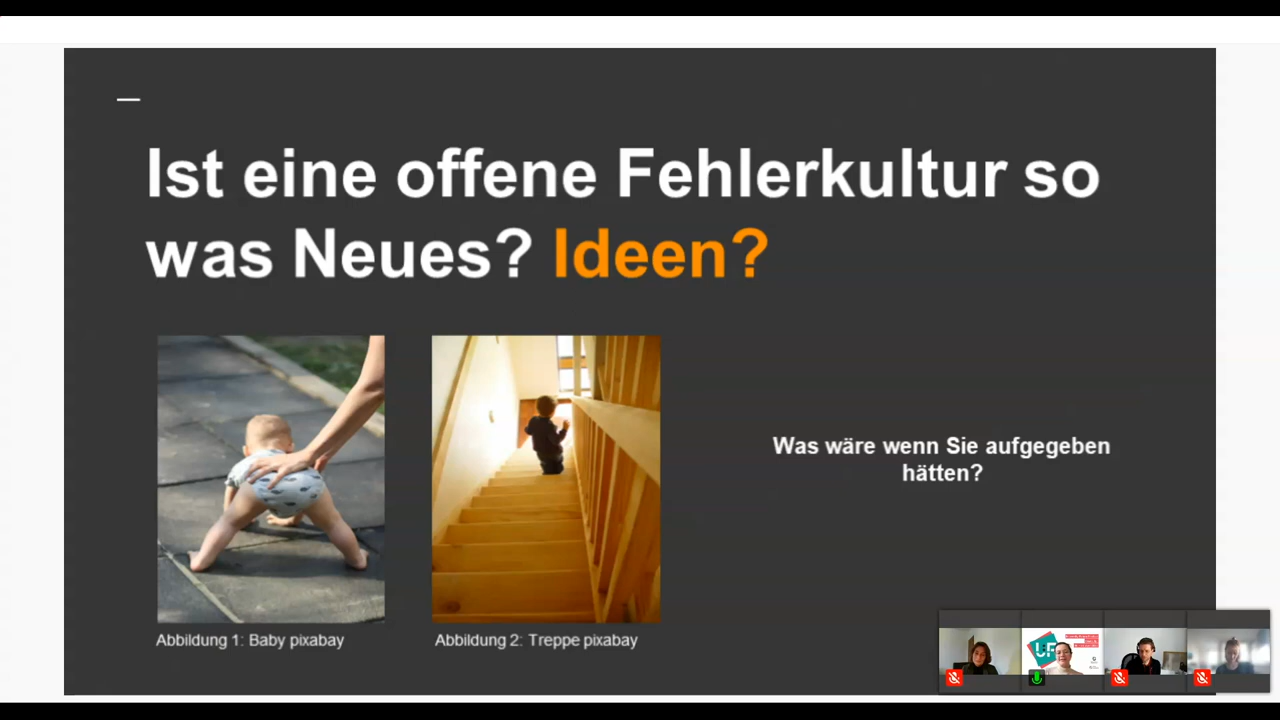 Ist eine offene Fehlerkultur so
was Neues? Ideen?
Was wäre wenn Sie aufgegeben
hätten?
Abbildung 1: Baby pixabay
Abbildung 2: Treppe pixabay
UF